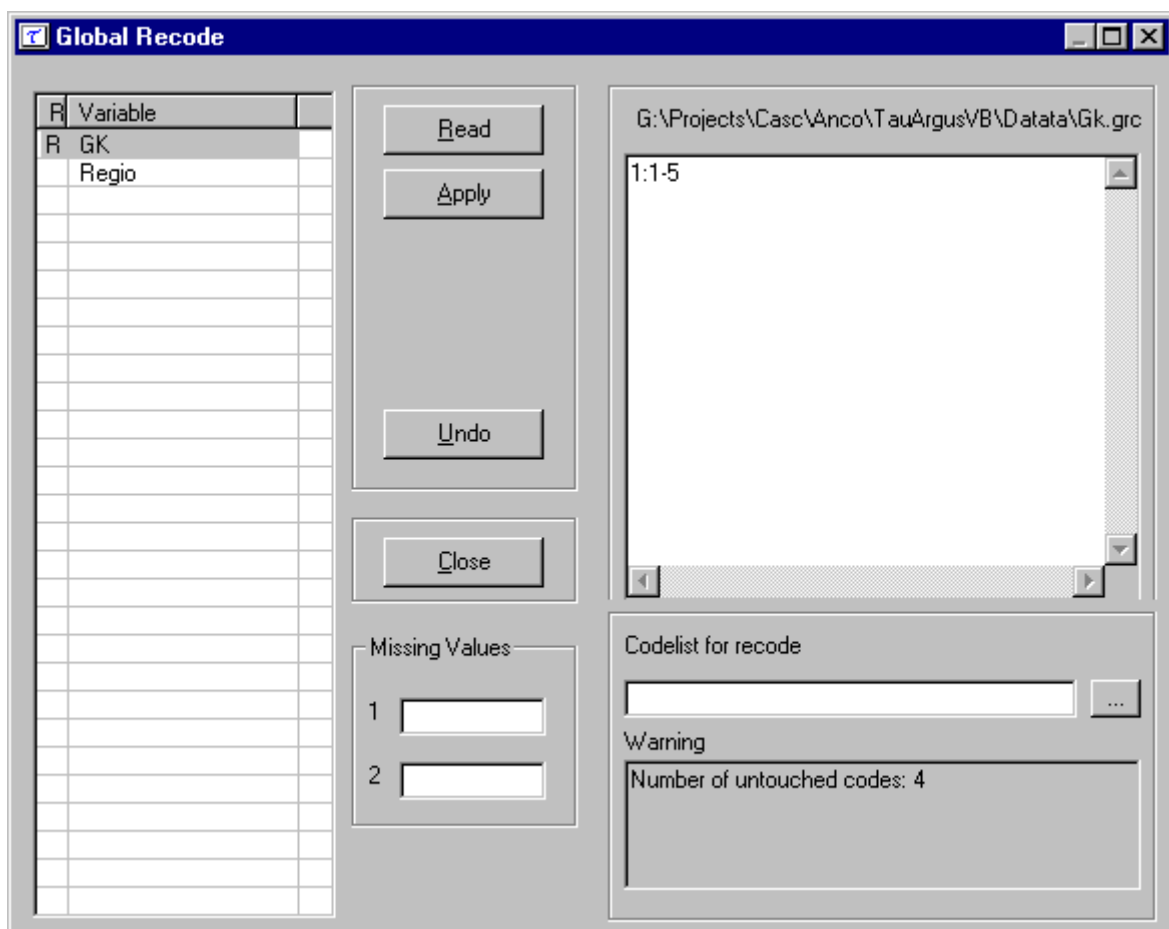 Global Recode
R Variable
R GK
Regio
Read
Apply
Undo
Close
Missing Values
1
2
G:\Projects\Casc\Anco\TauArgusVB\Datata\Gk.grc
1:1-5
Codelist for recode
...
Warning
Number of untouched codes: 4